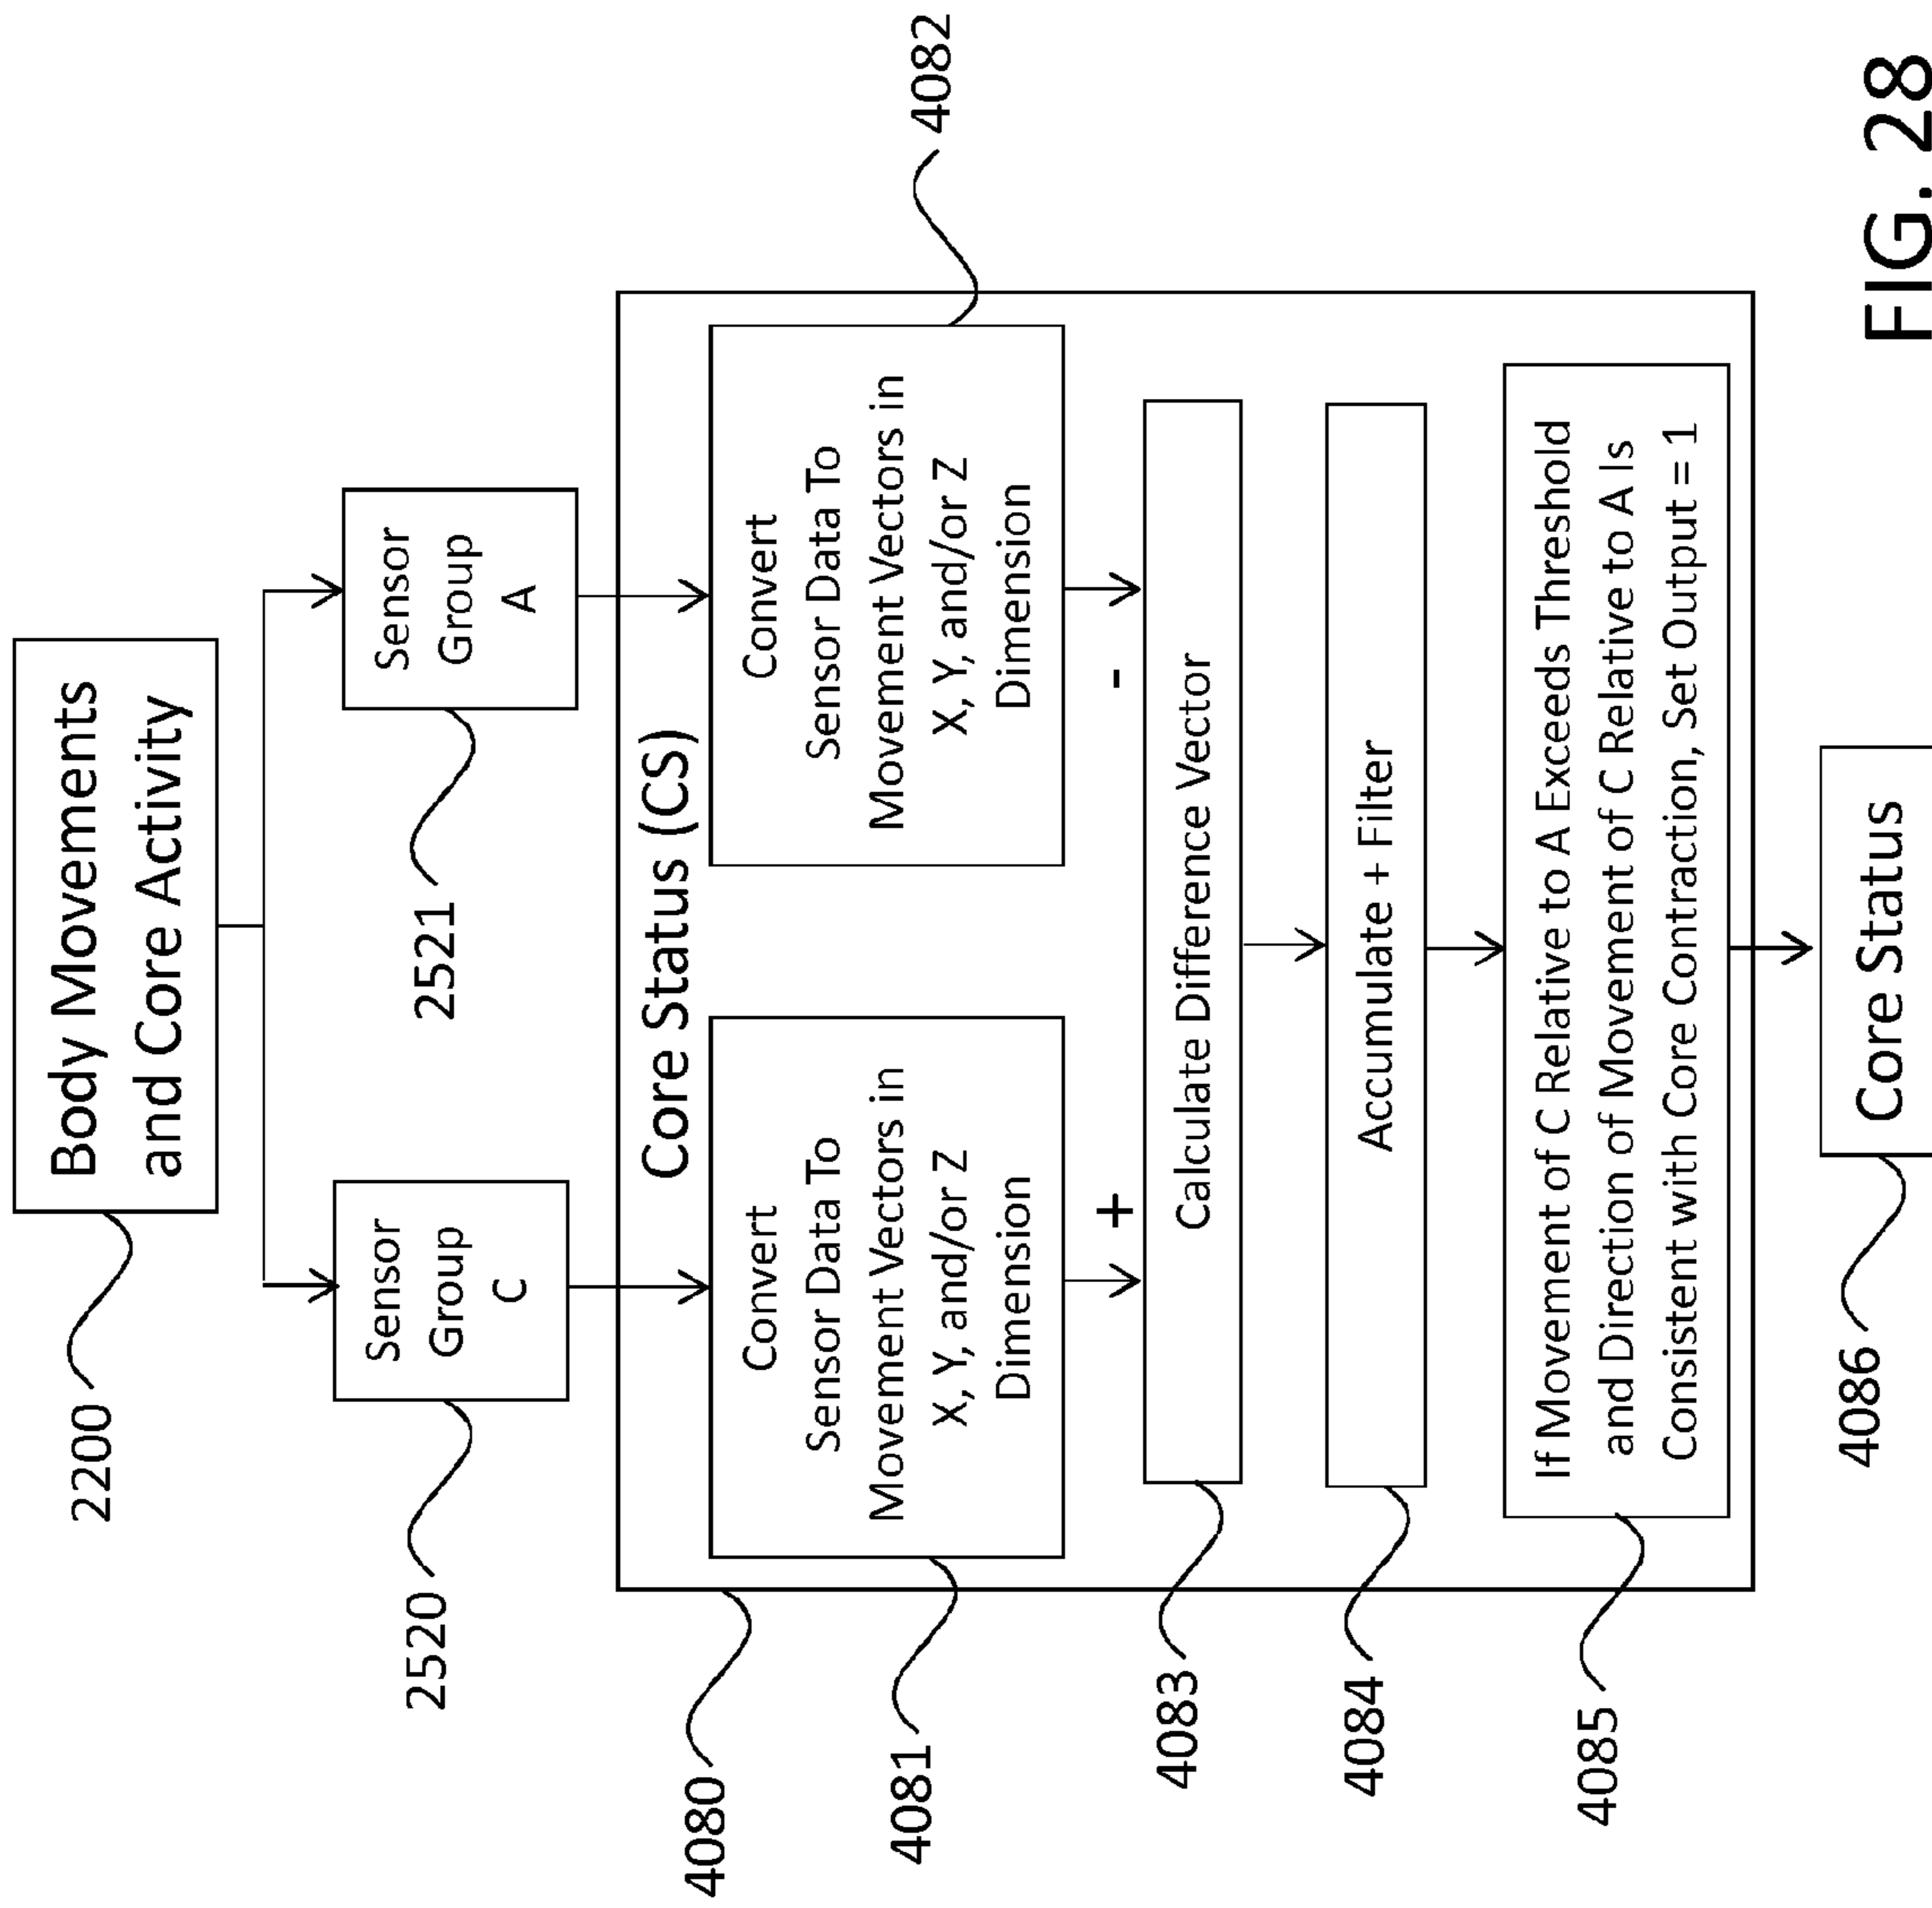 Body Movements
and Core Activity
2200
Sensor
Group
C
2520
Sensor
Group
A
2521
Core Status (CS)
4080
Convert
Sensor Data To
Movement Vectors in
X, Y, and/or Z
Dimension
4081
Convert
Sensor Data To
Movement Vectors in
X, Y, and/or Z
Dimension
4082
+
-
Calculate Difference Vector
4083
Accumulate + Filter
4084
If Movement of C Relative to A Exceeds Threshold
and Direction of Movement of C Relative to A Is
Consistent with Core Contraction, Set Output = 1
4085
Core Status
4086
FIG. 28